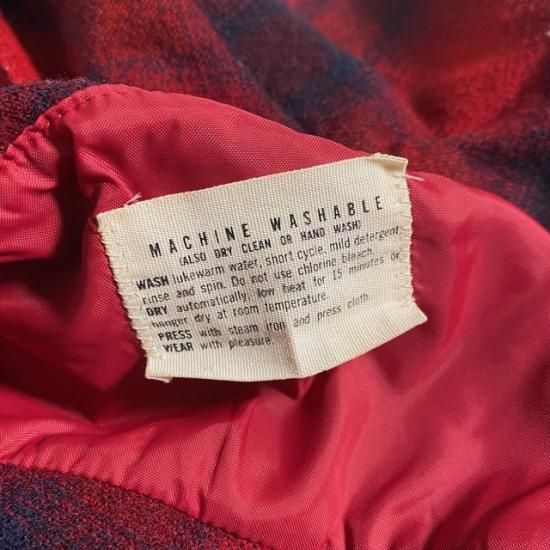 MACHINE WASHABLE
(ALSO DRY CLEAN OR HAND WASH)
WASH lukewarm water, short cycle, mild detergent,
rinse and spin. Do not use chlorine bleach.
DRY automatically, low heat for 15 minutes or
hanger dry at room temperature.
PRESS with steam iron and press cloth.
WEAR with pleasure.